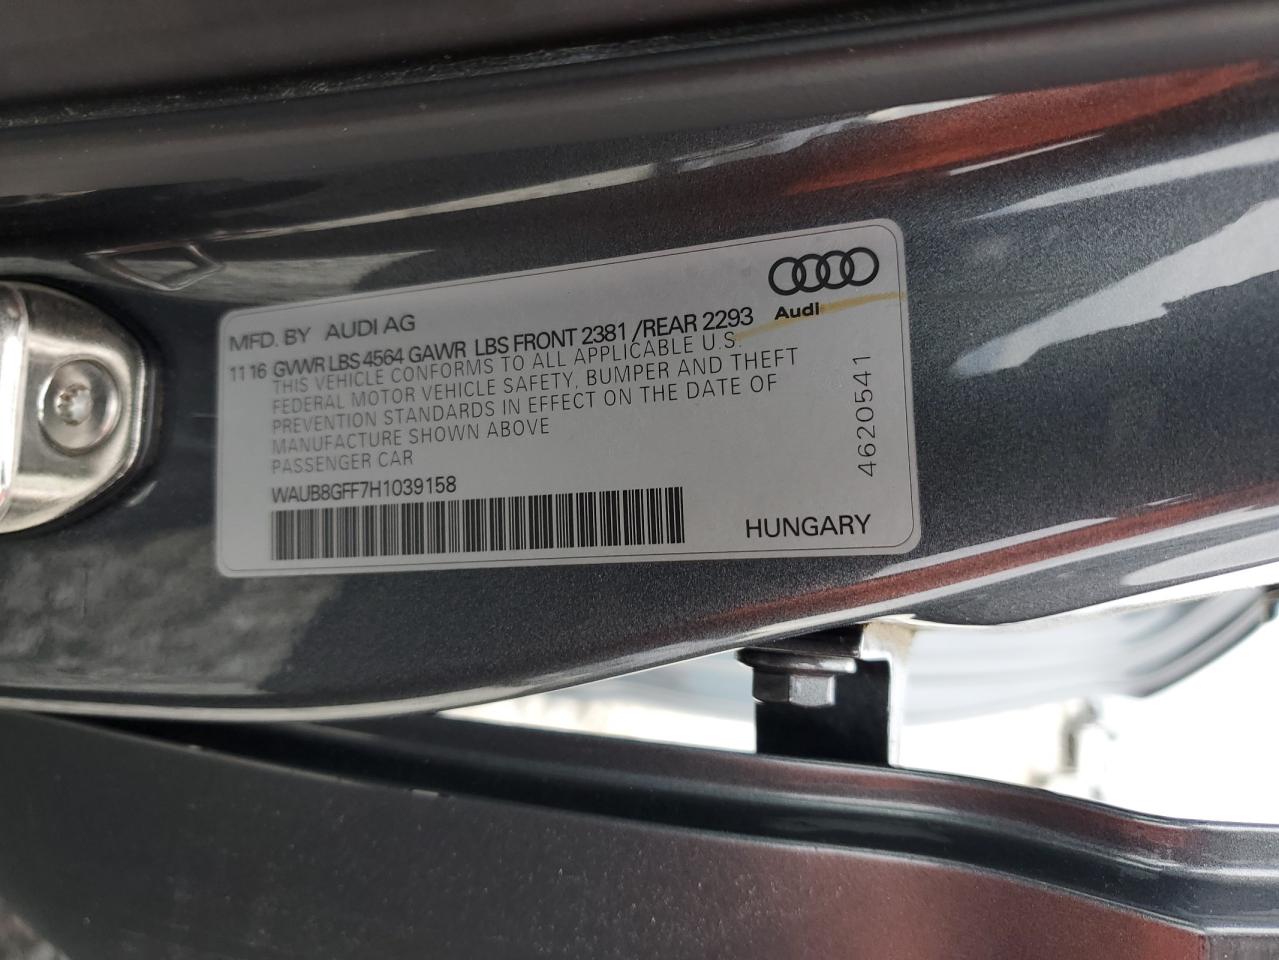 MFD. BY AUDI AG
11 16 GVWR LBS 4564 GAWR LBS FRONT 2381 /REAR 2293
THIS VEHICLE CONFORMS TO ALL APPLICABLE U.S.
FEDERAL MOTOR VEHICLE SAFETY, BUMPER AND THEFT
PREVENTION STANDARDS IN EFFECT ON THE DATE OF
MANUFACTURE SHOWN ABOVE
PASSENGER CAR
WAUB8GFF7H1039158
Audi
4620541
HUNGARY